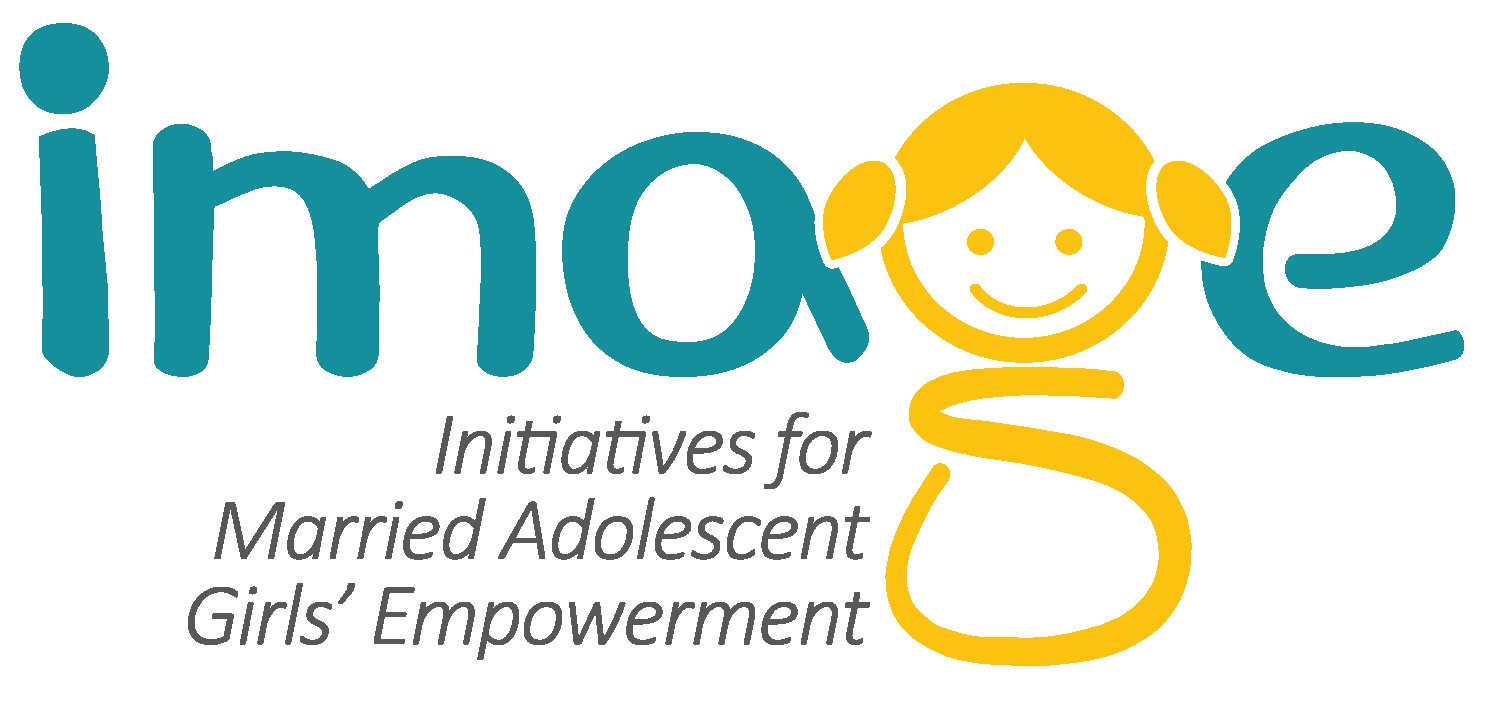 image
Initiatives for
Married Adolescent
Girls’ Empowerment